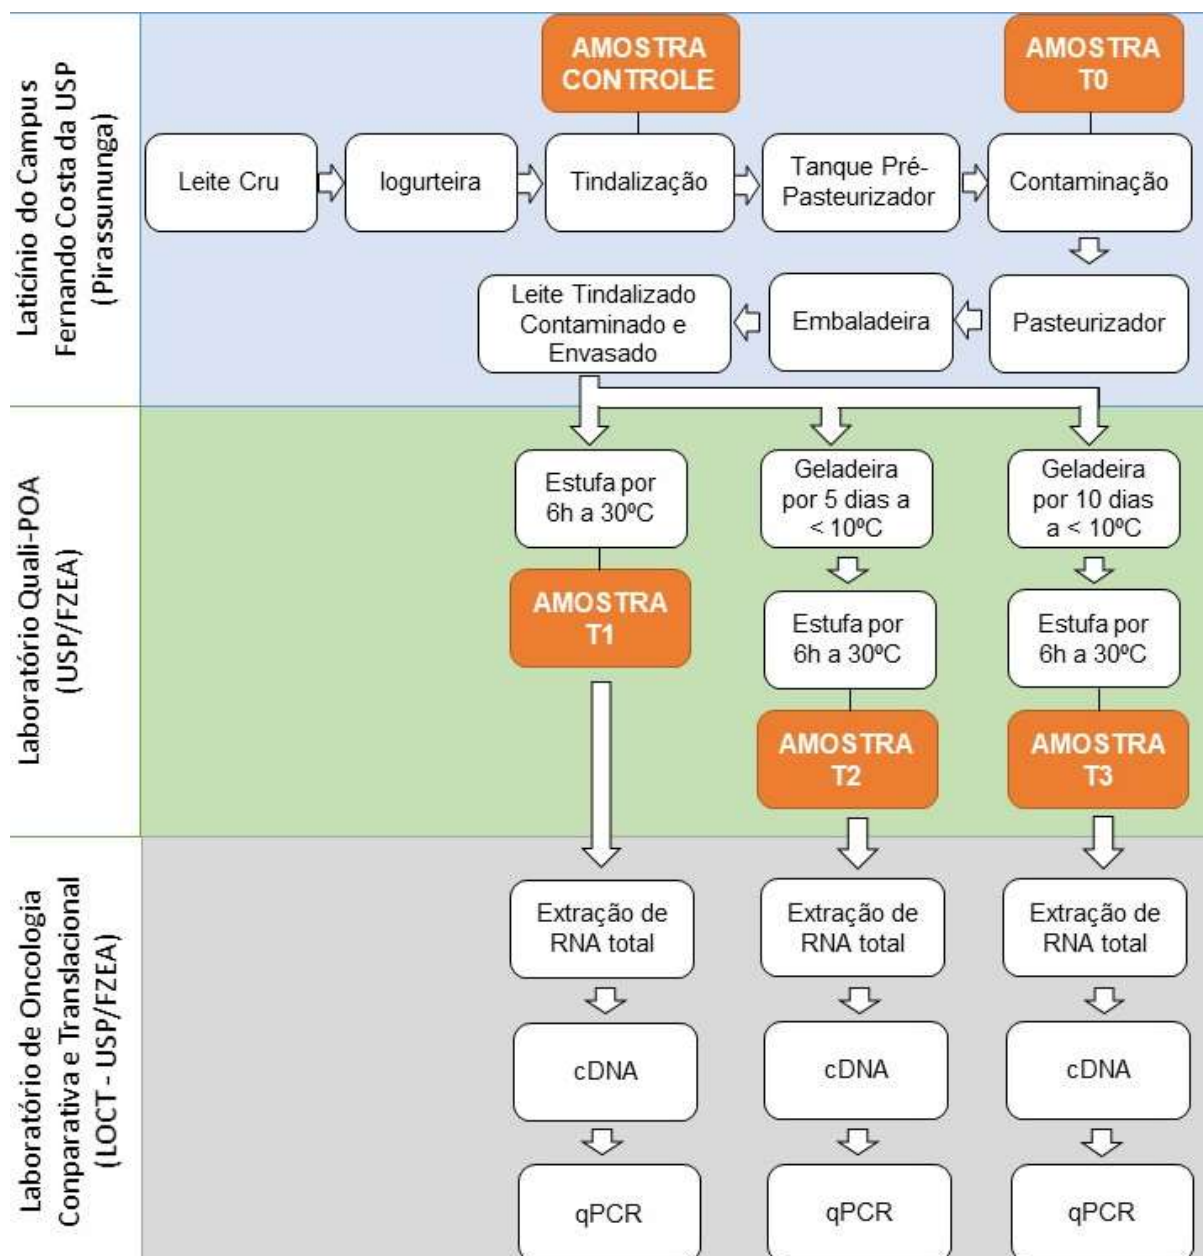 Laticínio do Campus
Fernando Costa da USP
(Pirassununga)
AMOSTRA
CONTROLE
AMOSTRA
T0
Leite Cru
Iogurteira
Tindalização
Tanque Pré-
Pasteurizador
Contaminação
Leite Tindalizado
Contaminado e
Envasado
Embaladeira
Pasteurizador
Laboratório Quali-POA
(USP/FZEA)
Estufa por
6h a 30ºC
Geladeira
por 5 dias a
< 10ºC
Geladeira
por 10 dias
a < 10ºC
AMOSTRA
T1
Estufa por
6h a 30ºC
Estufa por
6h a 30ºC
AMOSTRA
T2
AMOSTRA
T3
Laboratório de Oncologia
Conparativa e Translacional
(LOCT - USP/FZEA)
Extração de
RNA total
Extração de
RNA total
Extração de
RNA total
cDNA
cDNA
cDNA
qPCR
qPCR
qPCR